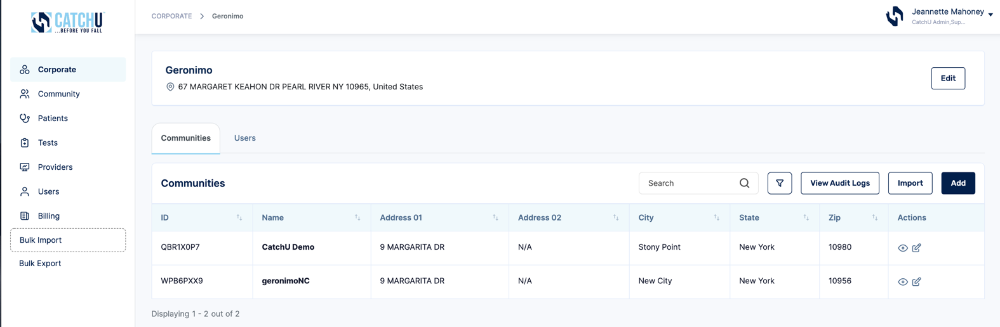 CATCHU
...BEFORE YOU FALL
CORPORATE > Geronimo
Jeannette Mahoney
CatchU Admin,Sup...
Corporate
Community
Patients
Tests
Providers
Users
Billing
Bulk Import
Bulk Export
Geronimo
67 MARGARET KEAHON DR PEARL RIVER NY 10965, United States
Edit
Communities Users
Communities Search View Audit Logs Import Add
ID Name Address 01 Address 02 City State Zip Actions
QBR1X0P7 CatchU Demo 9 MARGARITA DR N/A Stony Point New York 10980
WPB6PXX9 geronimoNC 9 MARGARITA DR N/A New City New York 10956
Displaying 1 - 2 out of 2